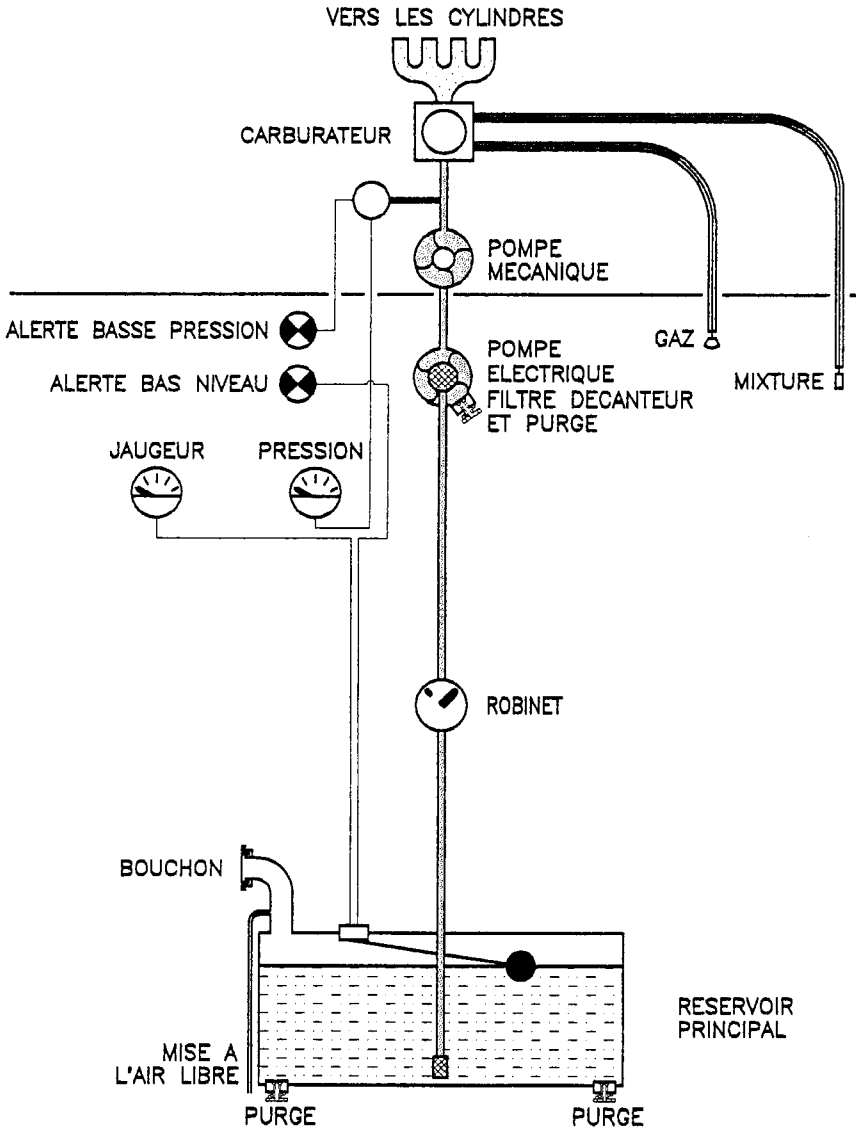 VERS LES CYLINDRES
CARBURATEUR
POMPE
MECANIQUE
ALERTE BASSE PRESSION
GAZ
POMPE
ELECTRIQUE
FILTRE DECANTEUR
ET PURGE
ALERTE BAS NIVEAU
MIXTURE
JAUGEUR
PRESSION
ROBINET
BOUCHON
RESERVOIR
PRINCIPAL
MISE A
L'AIR LIBRE
PURGE
PURGE